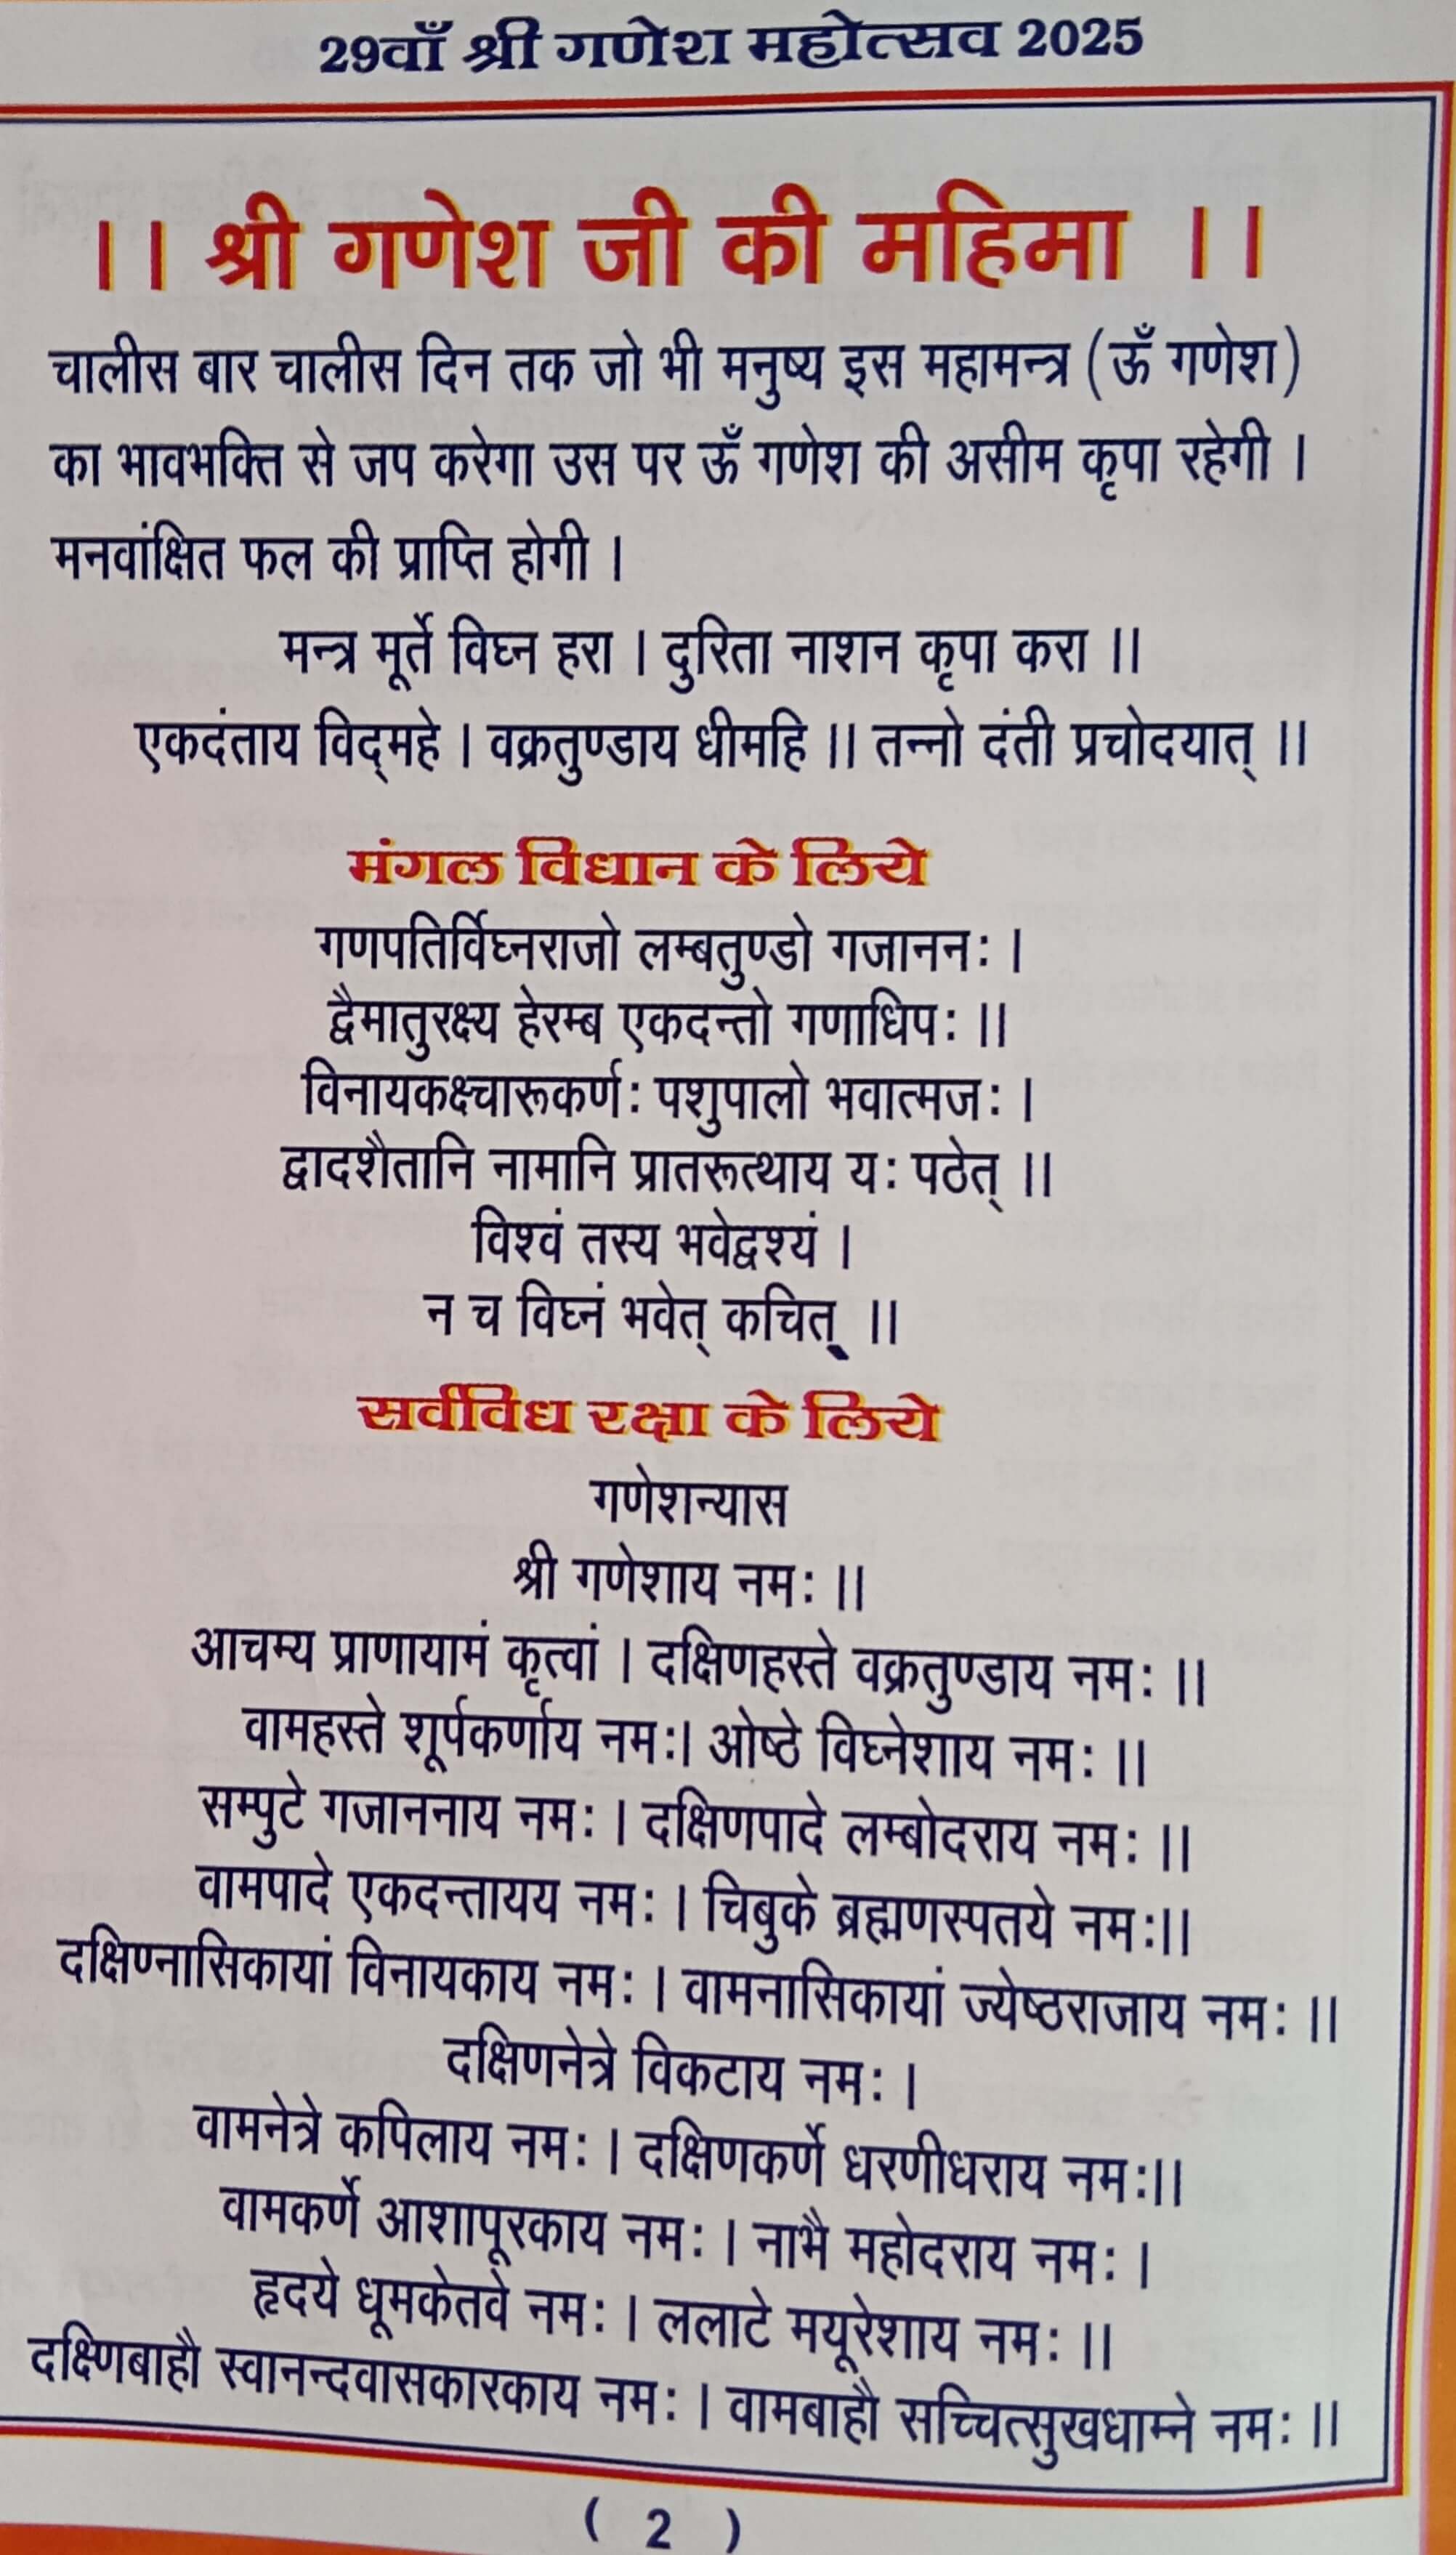 29वाँ श्री गणेश महोत्सव 2025
।। श्री गणेश जी की महिमा ।।
चालीस बार चालीस दिन तक जो भी मनुष्य इस महामन्त्र (ऊँ गणेश)
का भावभक्ति से जप करेगा उस पर ऊँ गणेश की असीम कृपा रहेगी ।
मनवांक्षित फल की प्राप्ति होगी ।
मन्त्र मूर्ते विघ्न हरा । दुरिता नाशन कृपा करा ।।
एकदंताय विद्‌महे । वक्रतुण्डाय धीमहि ।। तन्नो दंती प्रचोदयात् ।।
मंगल विधान के लिये
गणपतिर्विघ्नराजो लम्बतुण्डो गजाननः ।
द्वैमातुरक्ष्य हेरम्ब एकदन्तो गणाधिपः ।।
विनायकक्ष्चारूकर्णः पशुपालो भवात्मजः ।
द्वादशैतानि नामानि प्रातरूत्थाय यः पठेत् ।।
विश्वं तस्य भवेद्वश्यं ।
न च विघ्नं भवेत् कचित् ।।
सर्वविध रक्षा के लिये
गणेशन्यास
श्री गणेशाय नमः ।।
आचम्य प्राणायामं कृत्वां । दक्षिणहस्ते वक्रतुण्डाय नमः ।।
वामहस्ते शूर्पकर्णाय नमः। ओष्ठे विघ्नेशाय नमः ।।
सम्पुटे गजाननाय नमः । दक्षिणपादे लम्बोदराय नमः ।।
वामपादे एकदन्तायय नमः । चिबुके ब्रह्मणस्पतये नमः।।
दक्षिण्नासिकायां विनायकाय नमः । वामनासिकायां ज्येष्ठराजाय नमः ।।
दक्षिणनेत्रे विकटाय नमः ।
वामनेत्रे कपिलाय नमः । दक्षिणकर्णे धरणीधराय नमः।।
वामकर्णे आशापूरकाय नमः । नाभै महोदराय नमः ।
हृदये धूमकेतवे नमः । ललाटे मयूरेशाय नमः ।।
दक्ष्णिबाहौ स्वानन्दवासकारकाय नमः । वामबाहौ सच्चित्सुखधाम्ने नमः ।।
( 2 )